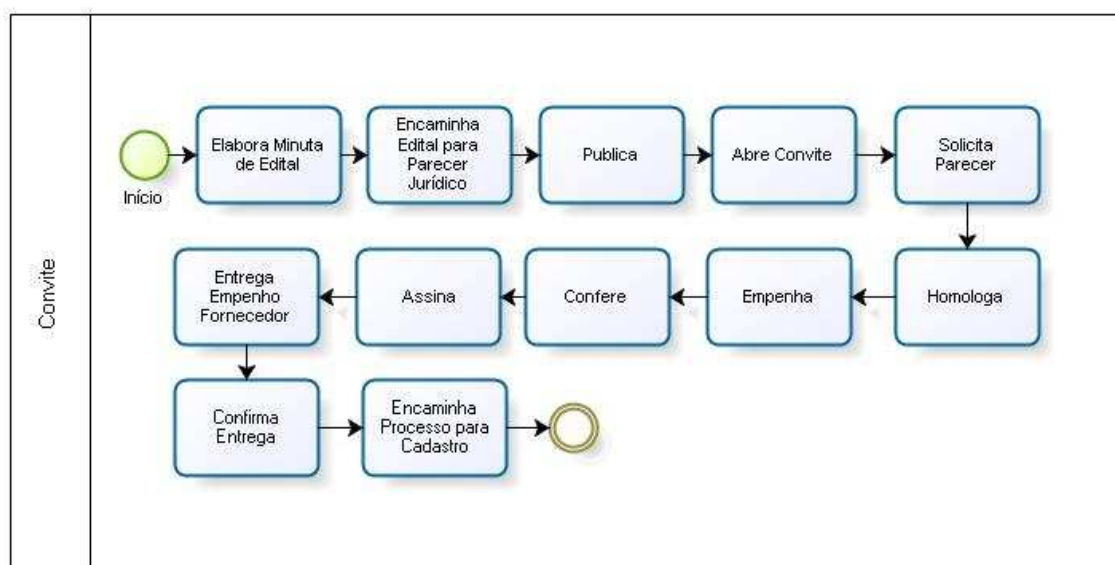 Convite
Início
Elabora Minuta
de Edital
Encaminha
Edital para
Parecer
Jurídico
Publica
Abre Convite
Solicita
Parecer
Homologa
Empenha
Confere
Assina
Entrega
Empenho
Fornecedor
Confirma
Entrega
Encaminha
Processo para
Cadastro